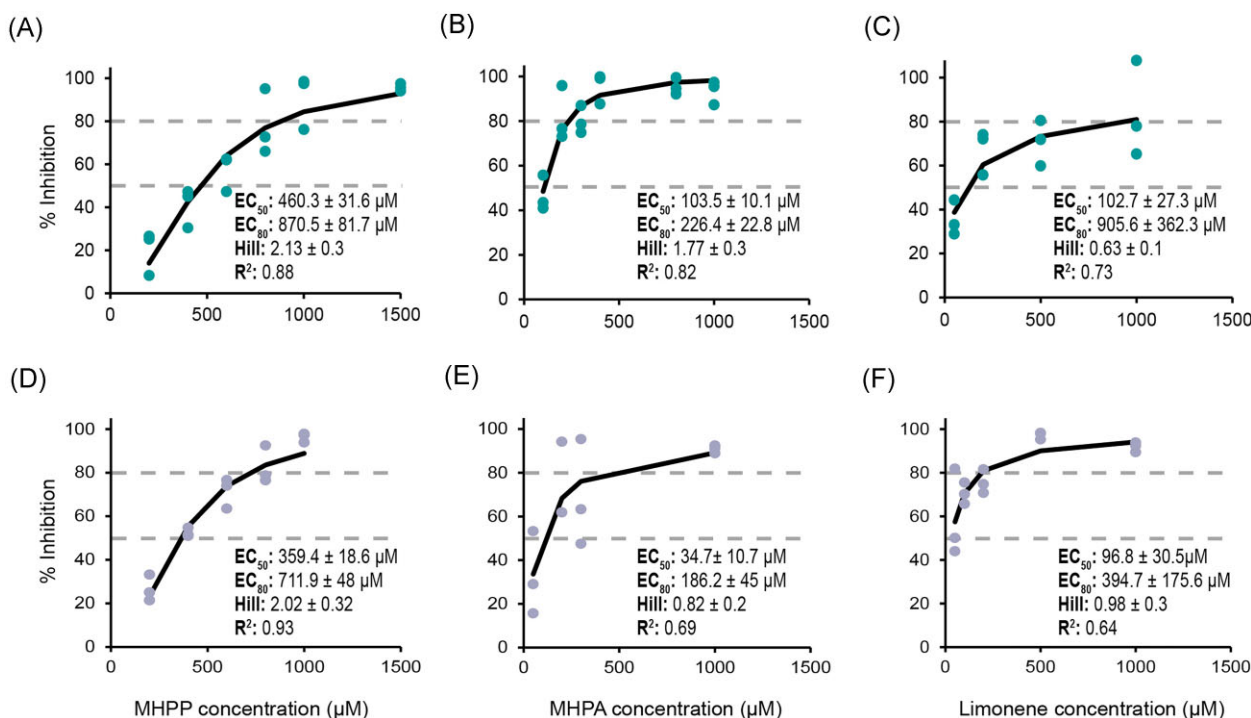 (A)
(B)
(C)
% Inhibition
100
80
60
40
20
0
EC50: 460.3 ± 31.6 µM
EC80: 870.5 ± 81.7 µM
Hill: 2.13 ± 0.3
R²: 0.88
0
500
1000
1500
100
80
60
40
20
0
EC50: 103.5 ± 10.1 µM
EC80: 226.4 ± 22.8 µM
Hill: 1.77 ± 0.3
R²: 0.82
0
500
1000
1500
100
80
60
40
20
0
EC50: 102.7 ± 27.3 µM
EC80: 905.6 ± 362.3 µM
Hill: 0.63 ± 0.1
R²: 0.73
0
500
1000
1500
(D)
(E)
(F)
% Inhibition
100
80
60
40
20
0
EC50: 359.4 ± 18.6 µM
EC80: 711.9 ± 48 µM
Hill: 2.02 ± 0.32
R²: 0.93
0
500
1000
1500
MHPP concentration (µM)
100
80
60
40
20
0
EC50: 34.7± 10.7 µM
EC80: 186.2 ± 45 µM
Hill: 0.82 ± 0.2
R²: 0.69
0
500
1000
1500
MHPA concentration (µM)
100
80
60
40
20
0
EC50: 96.8 ± 30.5µM
EC80: 394.7 ± 175.6 µM
Hill: 0.98 ± 0.3
R²: 0.64
0
500
1000
1500
Limonene concentration (µM)